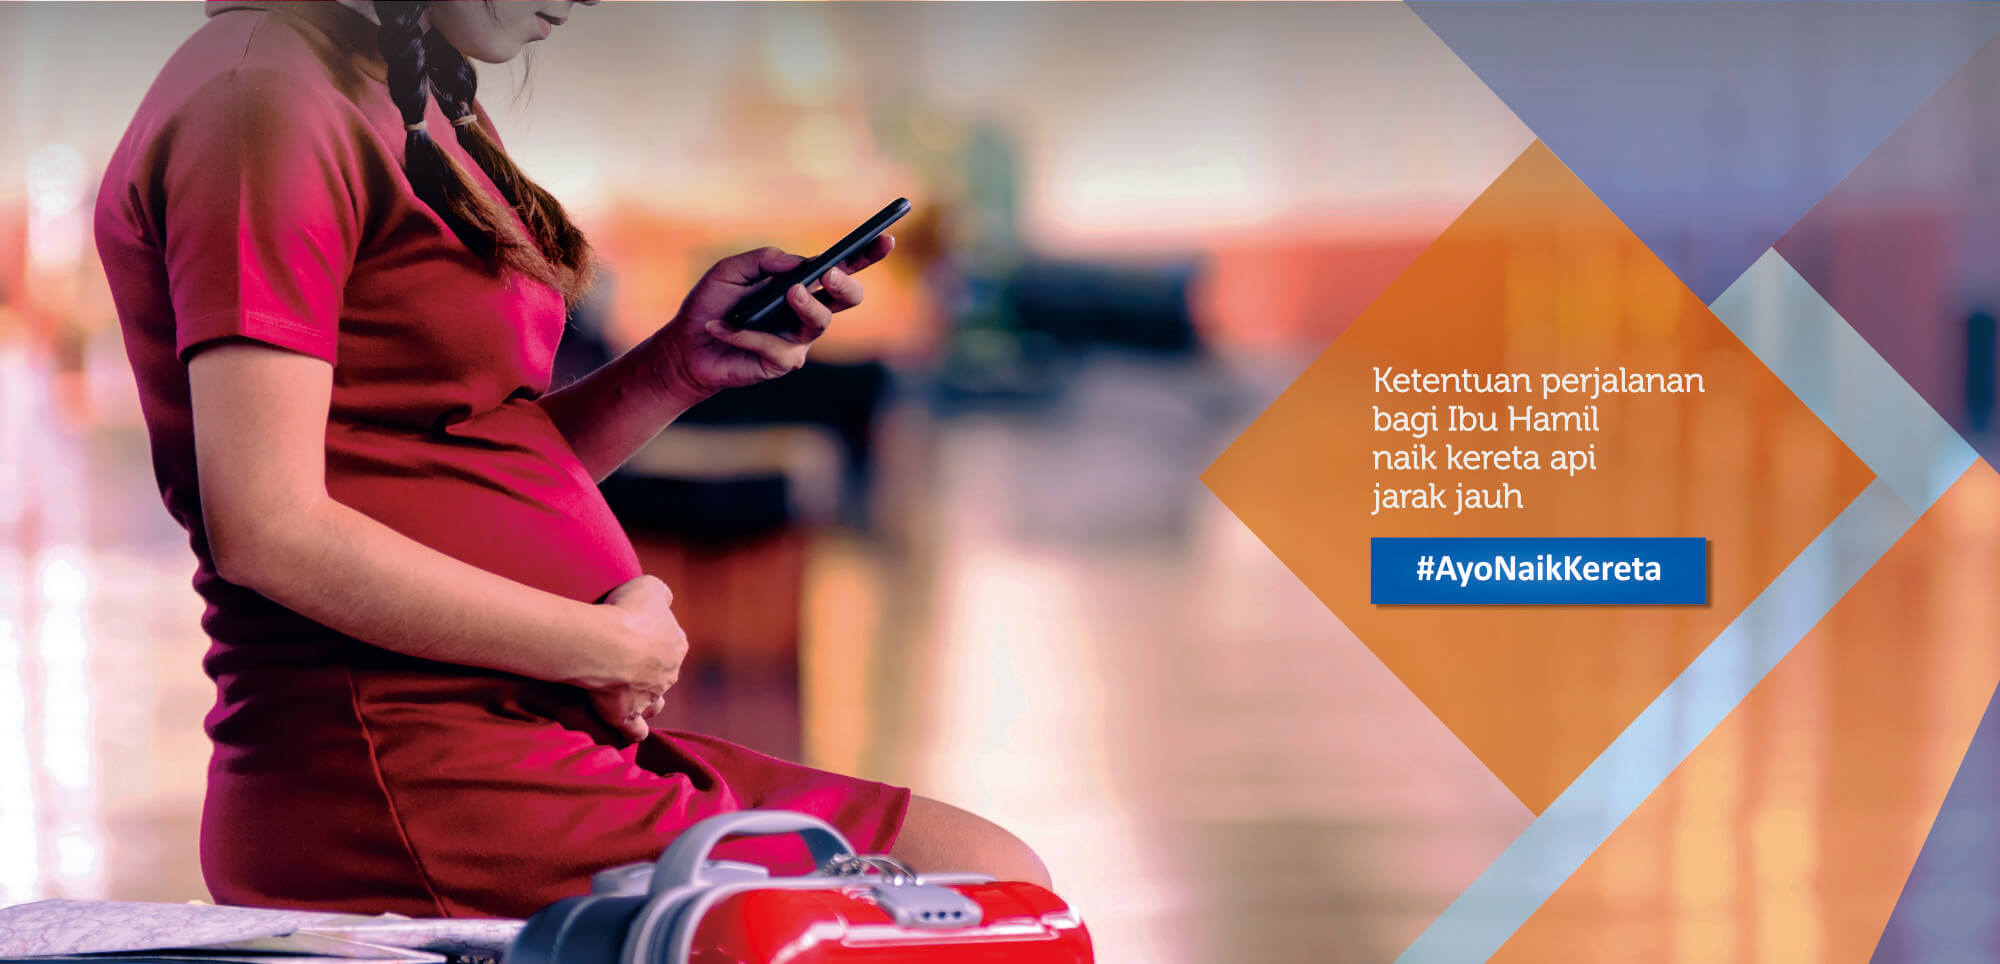 Ketentuan perjalanan
bagi Ibu Hamil
naik kereta api
jarak jauh
#AyoNaikKereta